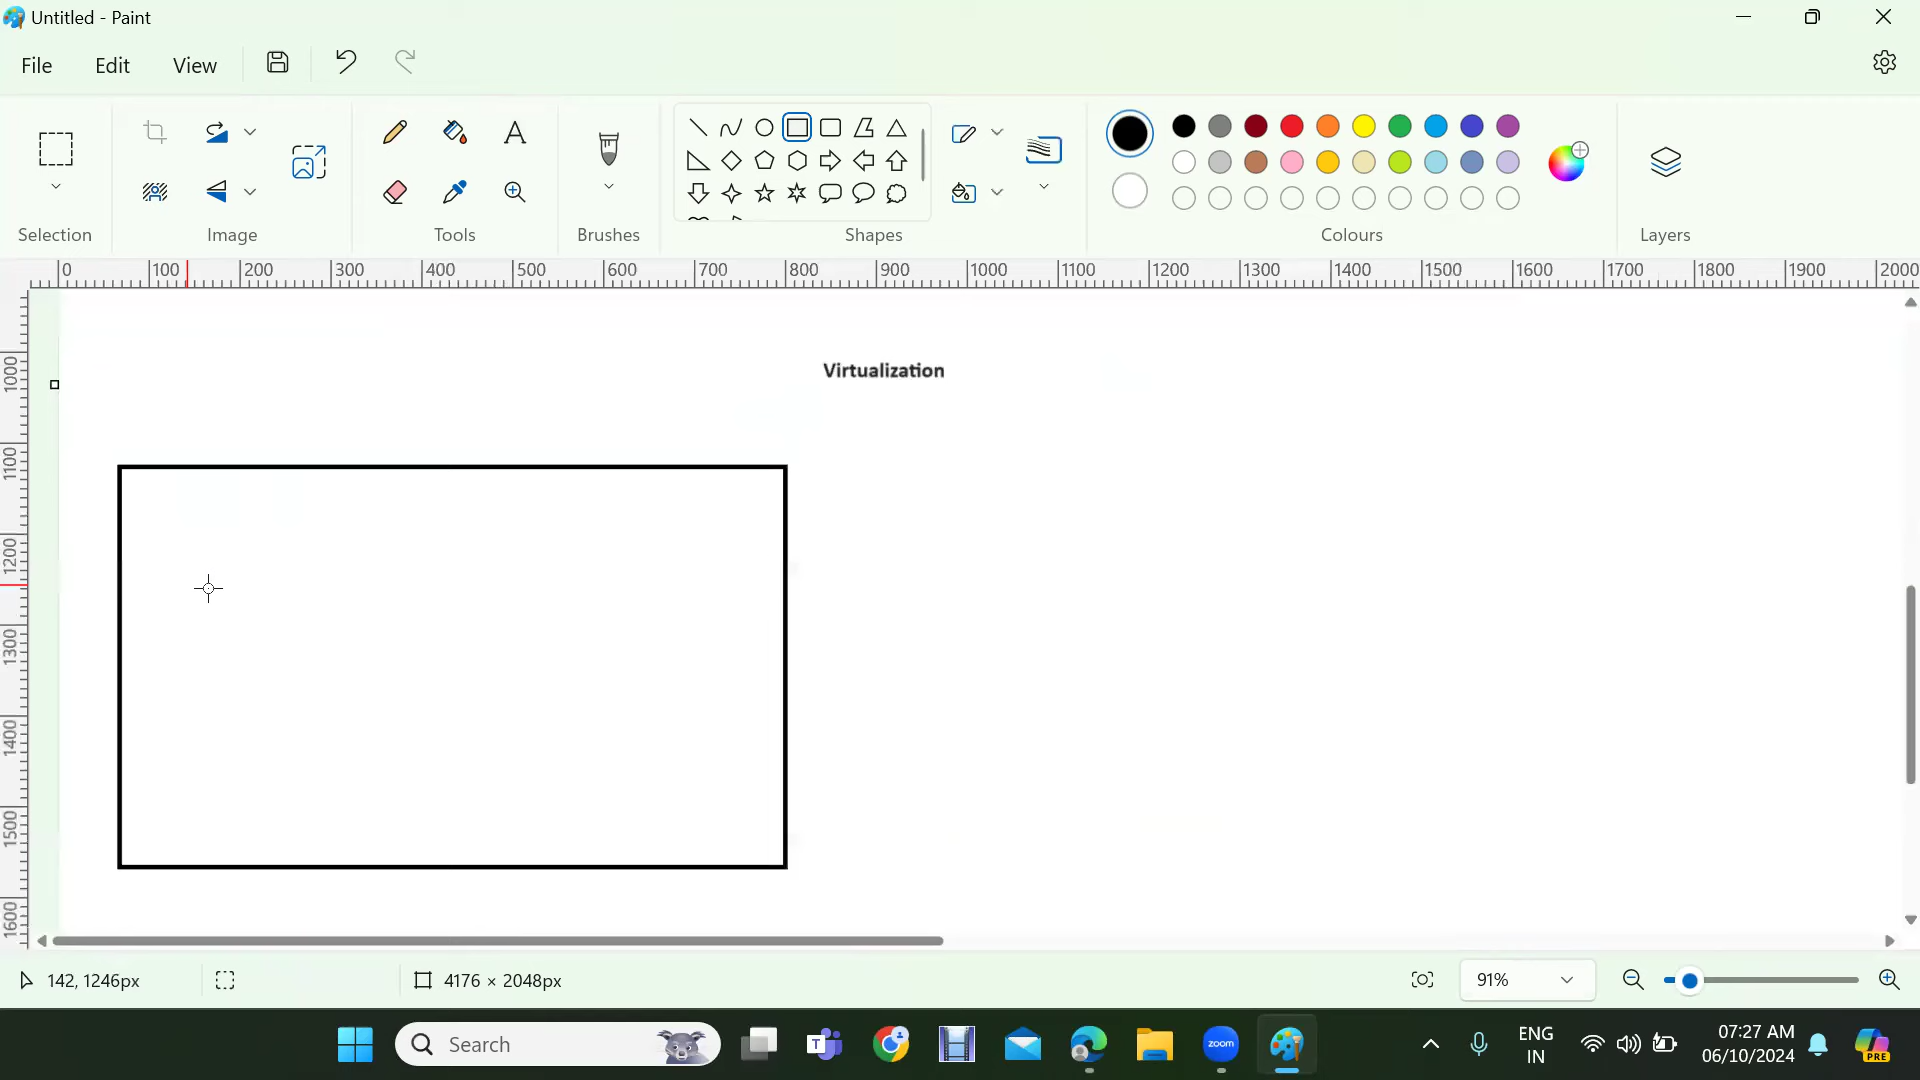 Untitled - Paint
File Edit View
Selection Image Tools Brushes Shapes Colours Layers
0 100 200 300 400 500 600 700 800 900 1000 1100 1200 1300 1400 1500 1600 1700 1800 1900 2000
1000
1100
1200
1300
1400
1500
1600
Virtualization
142, 1246px 4176 × 2048px 91%
Search T zoom ENG IN 07:27 AM 06/10/2024 PRE